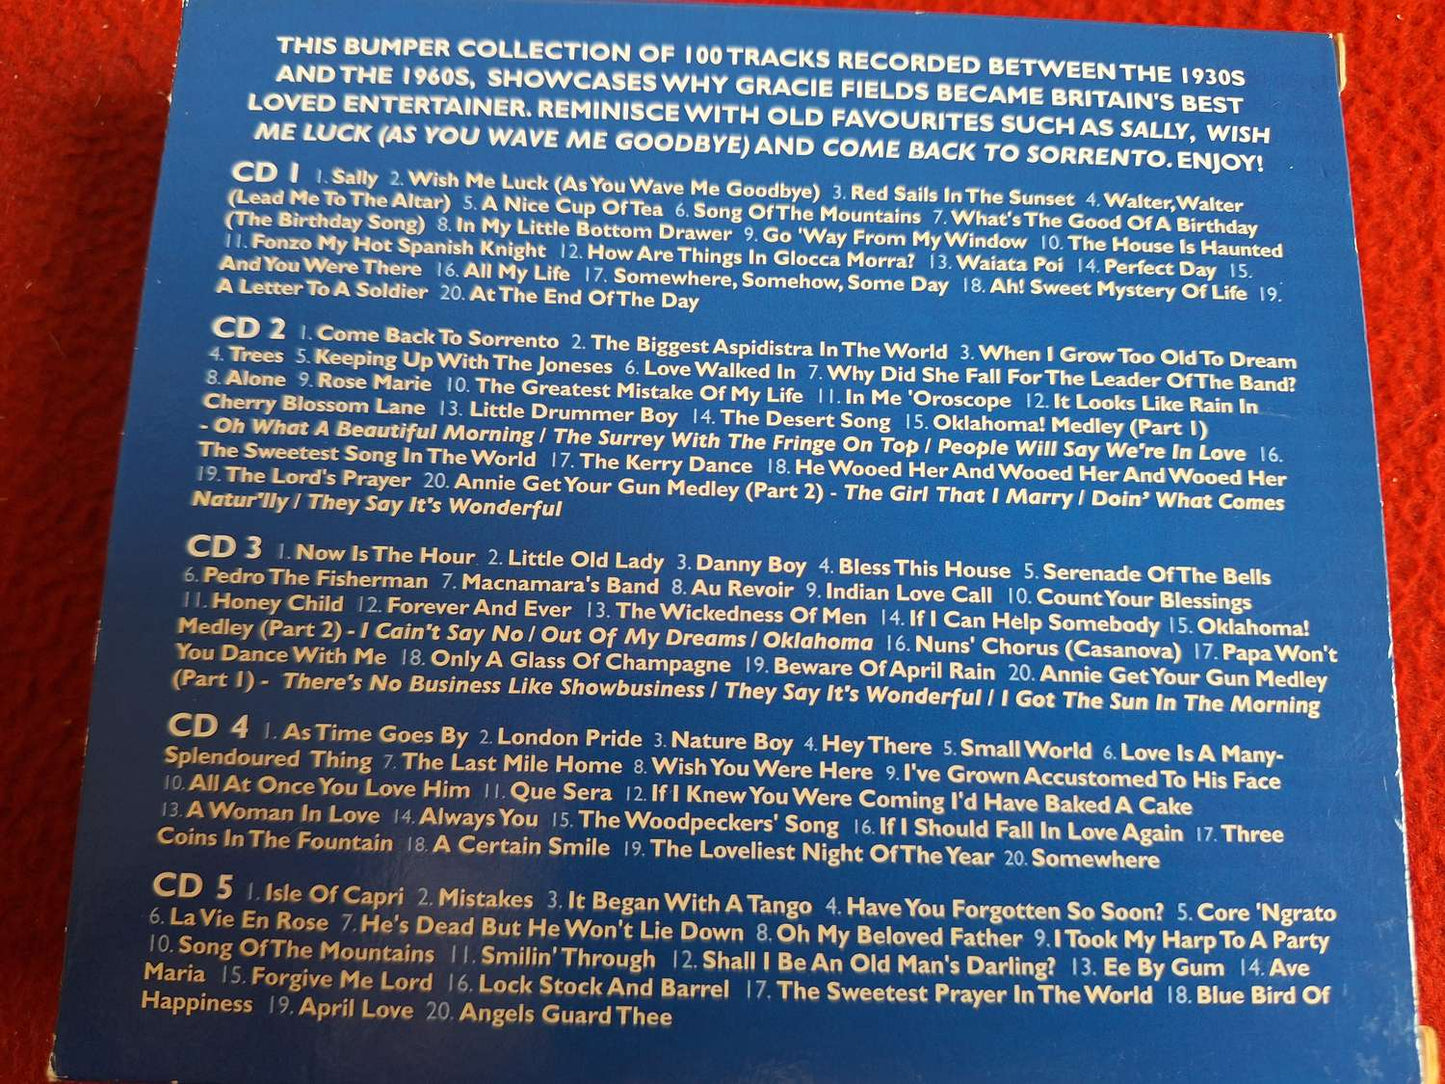 THIS BUMPER COLLECTION OF 100 TRACKS RECORDED BETWEEN THE 1930S
AND THE 1960S, SHOWCASES WHY GRACIE FIELDS BECAME BRITAIN'S BEST
LOVED ENTERTAINER. REMINISCE WITH OLD FAVOURITES SUCH AS SALLY, WISH
ME LUCK (AS YOU WAVE ME GOODBYE) AND COME BACK TO SORRENTO. ENJOY!
CD 1 1. Sally 2. Wish Me Luck (As You Wave Me Goodbye) 3. Red Sails In The Sunset 4. Walter, Walter
(Lead Me To The Altar) 5. A Nice Cup Of Tea 6. Song Of The Mountains 7. What's The Good Of A Birthday
(The Birthday Song) 8. In My Little Bottom Drawer 9. Go 'Way From My Window 10. The House Is Haunted
11. Fonzo My Hot Spanish Knight 12. How Are Things In Glocca Morra? 13. Waiata Poi 14. Perfect Day 15.
And You Were There 16. All My Life 17. Somewhere, Somehow, Some Day 18. Ah! Sweet Mystery Of Life 19.
A Letter To A Soldier 20. At The End Of The Day
CD 2 1. Come Back To Sorrento 2. The Biggest Aspidistra In The World 3. When I Grow Too Old To Dream
4. Trees 5. Keeping Up With The Joneses 6. Love Walked In 7. Why Did She Fall For The Leader Of The Band?
8. Alone 9. Rose Marie 10. The Greatest Mistake Of My Life 11. In Me 'Oroscope 12. It Looks Like Rain In
Cherry Blossom Lane 13. Little Drummer Boy 14. The Desert Song 15. Oklahoma! Medley (Part 1)
- Oh What A Beautiful Morning / The Surrey With The Fringe On Top / People Will Say We're In Love 16.
The Sweetest Song In The World 17. The Kerry Dance 18. He Wooed Her And Wooed Her And Wooed Her
19. The Lord's Prayer 20. Annie Get Your Gun Medley (Part 2) - The Girl That I Marry / Doin' What Comes
Natur'lly / They Say It's Wonderful
CD 3 1. Now Is The Hour 2. Little Old Lady 3. Danny Boy 4. Bless This House 5. Serenade Of The Bells
6. Pedro The Fisherman 7. Macnamara's Band 8. Au Revoir 9. Indian Love Call 10. Count Your Blessings
11. Honey Child 12. Forever And Ever 13. The Wickedness Of Men 14. If I Can Help Somebody 15. Oklahoma!
Medley (Part 2) - I Cain't Say No / Out Of My Dreams / Oklahoma 16. Nuns' Chorus (Casanova) 17. Papa Won't
You Dance With Me 18. Only A Glass Of Champagne 19. Beware Of April Rain 20. Annie Get Your Gun Medley
(Part 1) - There's No Business Like Showbusiness / They Say It's Wonderful / I Got The Sun In The Morning
CD 4 1. As Time Goes By 2. London Pride 3. Nature Boy 4. Hey There 5. Small World 6. Love Is A Many-
Splendoured Thing 7. The Last Mile Home 8. Wish You Were Here 9. I've Grown Accustomed To His Face
10. All At Once You Love Him 11. Que Sera 12. If I Knew You Were Coming I'd Have Baked A Cake
13. A Woman In Love 14. Always You 15. The Woodpeckers' Song 16. If I Should Fall In Love Again 17. Three
Coins In The Fountain 18. A Certain Smile 19. The Loveliest Night Of The Year 20. Somewhere
CD 5 1. Isle Of Capri 2. Mistakes 3. It Began With A Tango 4. Have You Forgotten So Soon? 5. Core 'Ngrato
6. La Vie En Rose 7. He's Dead But He Won't Lie Down 8. Oh My Beloved Father 9. I Took My Harp To A Party
10. Song Of The Mountains 11. Smilin' Through 12. Shall I Be An Old Man's Darling? 13. Ee By Gum 14. Ave
Maria 15. Forgive Me Lord 16. Lock Stock And Barrel 17. The Sweetest Prayer In The World 18. Blue Bird Of
Happiness 19. April Love 20. Angels Guard Thee